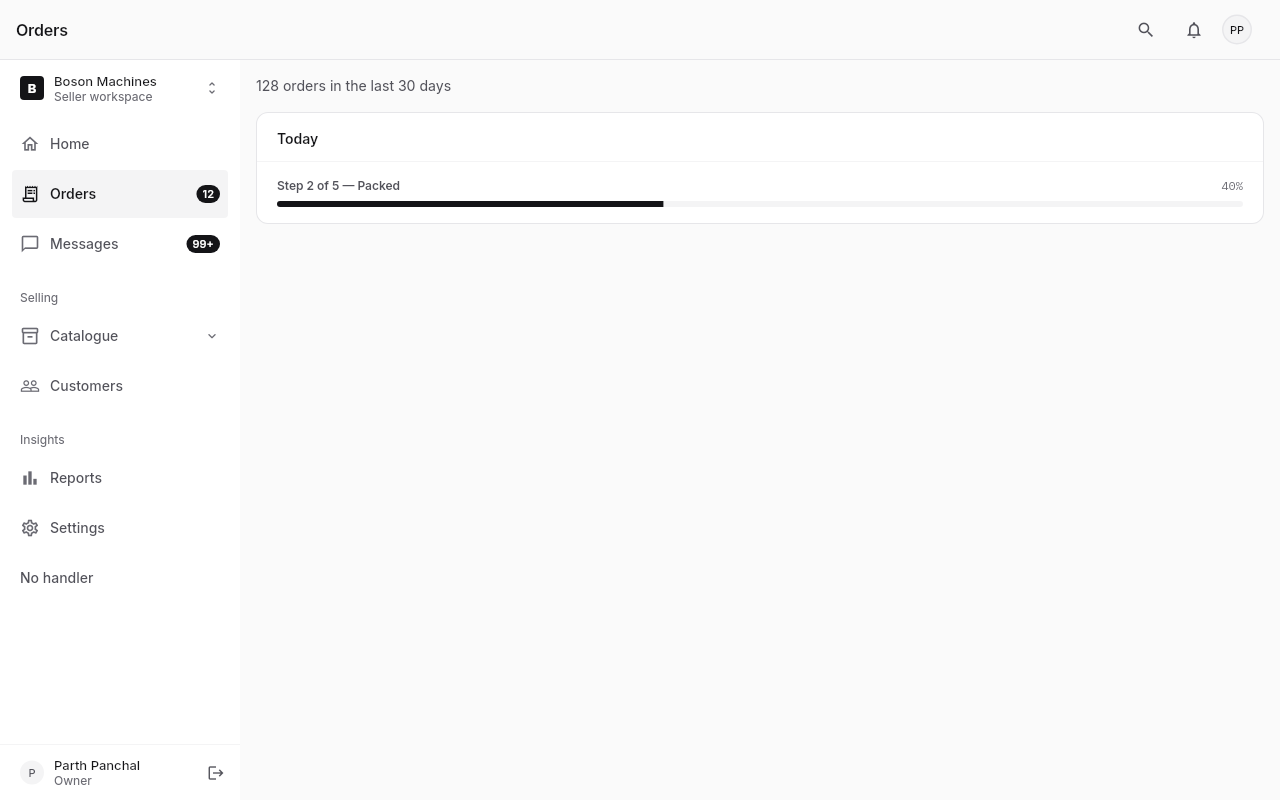 Orders
PP
B
Boson Machines
Seller workspace
Home
Orders 12
Messages 99+
Selling
Catalogue
Customers
Insights
Reports
Settings
No handler
P
Parth Panchal
Owner
128 orders in the last 30 days
Today
Step 2 of 5 — Packed 40%